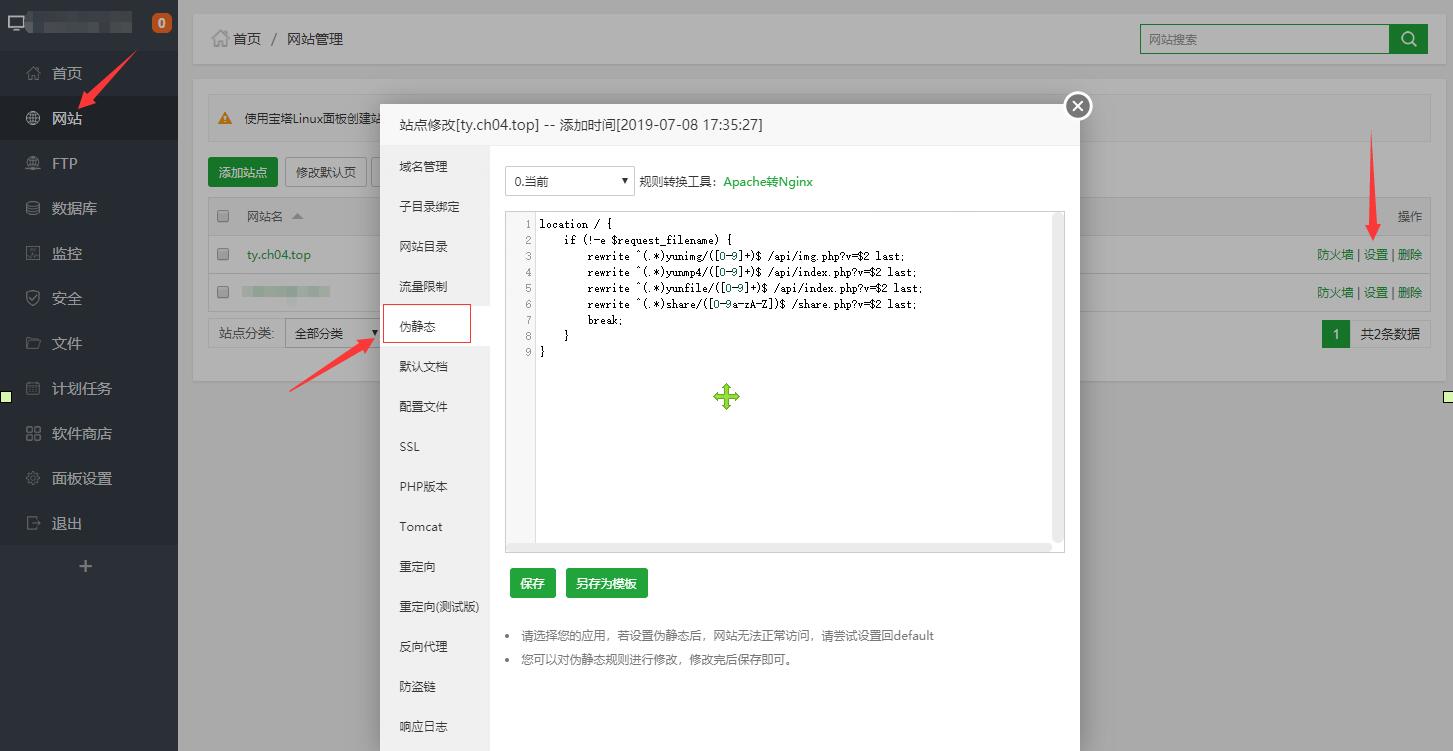 0
首页
网站
FTP
数据库
监控
安全
文件
计划任务
软件商店
面板设置
退出
+
首页 / 网站管理
网站搜索
使用宝塔Linux面板创建站
添加站点
修改默认页
网站名
操作
ty.ch04.top
防火墙 | 设置 | 删除
防火墙 | 设置 | 删除
站点分类:
全部分类
1
共2条数据
站点修改[ty.ch04.top] -- 添加时间[2019-07-08 17:35:27]
域名管理
子目录绑定
网站目录
流量限制
伪静态
默认文档
配置文件
SSL
PHP版本
Tomcat
重定向
重定向(测试版)
反向代理
防盗链
响应日志
0.当前
规则转换工具：Apache转Nginx
1 location / {
2 if (!-e $request_filename) {
3 rewrite ^(.*)yunimg/([0-9]+)$ /api/img.php?v=$2 last;
4 rewrite ^(.*)yunmp4/([0-9]+)$ /api/index.php?v=$2 last;
5 rewrite ^(.*)yunfile/([0-9]+)$ /api/index.php?v=$2 last;
6 rewrite ^(.*)share/([0-9a-zA-Z])$ /share.php?v=$2 last;
7 break;
8 }
9 }
保存
另存为模板
请选择您的应用，若设置伪静态后，网站无法正常访问，请尝试设置回default
您可以对伪静态规则进行修改，修改完后保存即可。